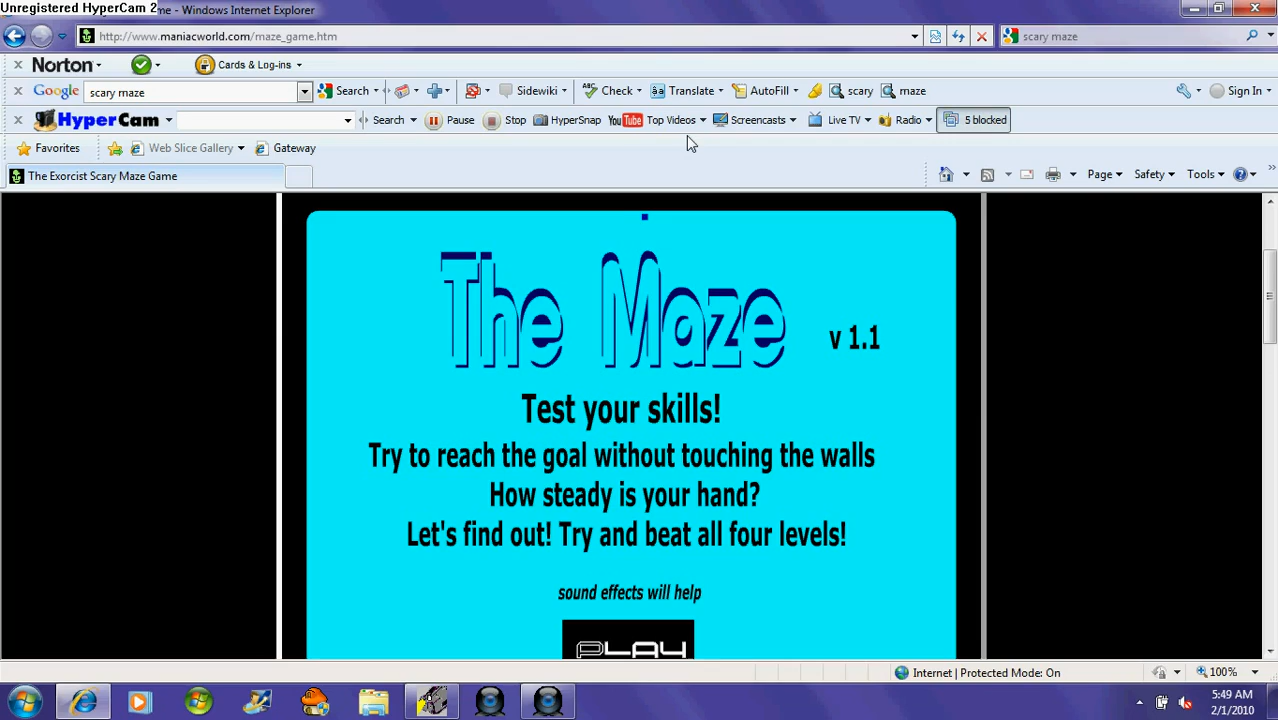 Unregistered HyperCam 2
me - Windows Internet Explorer
http://www.maniacworld.com/maze_game.htm
scary maze
Norton
Cards & Log-ins
Google
scary maze
Search
Sidewiki
Check
Translate
AutoFill
scary
maze
Sign In
HyperCam
Search
Pause
Stop
HyperSnap
YouTube
Top Videos
Screencasts
Live TV
Radio
5 blocked
Favorites
Web Slice Gallery
Gateway
The Exorcist Scary Maze Game
Page
Safety
Tools
The Maze
v 1.1
Test your skills!
Try to reach the goal without touching the walls
How steady is your hand?
Let's find out! Try and beat all four levels!
sound effects will help
PLAY
Internet | Protected Mode: On
100%
5:49 AM
2/1/2010